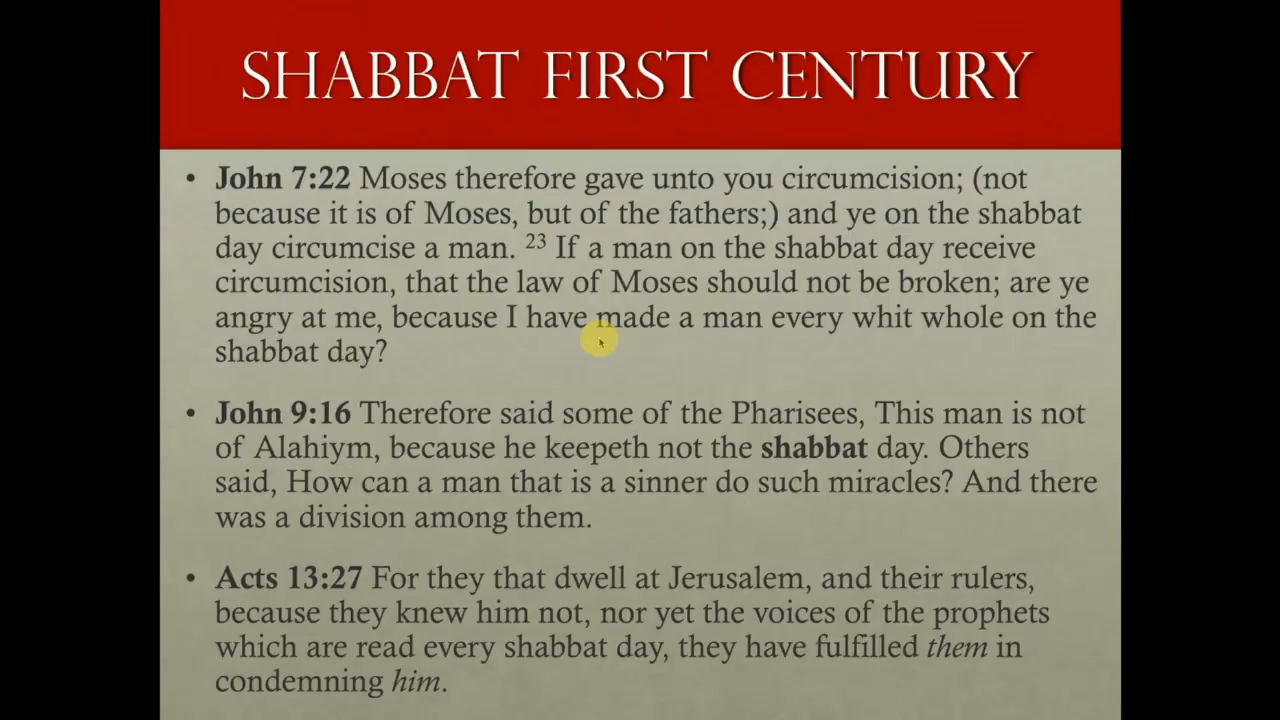 SHABBAT FIRST CENTURY
• John 7:22 Moses therefore gave unto you circumcision; (not
because it is of Moses, but of the fathers;) and ye on the shabbat
day circumcise a man. 23 If a man on the shabbat day receive
circumcision, that the law of Moses should not be broken; are ye
angry at me, because I have made a man every whit whole on the
shabbat day?
• John 9:16 Therefore said some of the Pharisees, This man is not
of Alahiym, because he keepeth not the shabbat day. Others
said, How can a man that is a sinner do such miracles? And there
was a division among them.
• Acts 13:27 For they that dwell at Jerusalem, and their rulers,
because they knew him not, nor yet the voices of the prophets
which are read every shabbat day, they have fulfilled them in
condemning him.